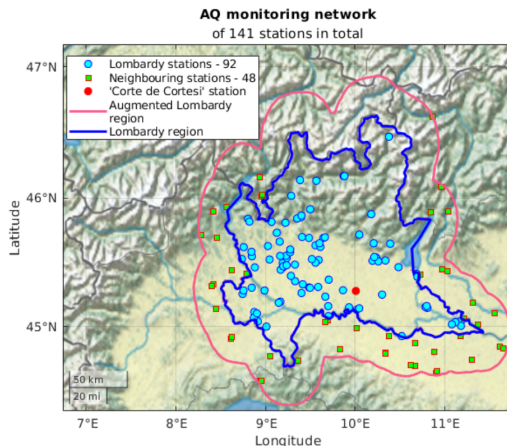 AQ monitoring network
of 141 stations in total
Lombardy stations - 92
Neighbouring stations - 48
'Corte de Cortesi' station
Augmented Lombardy
region
Lombardy region
47°N
46°N
45°N
Latitude
50 km
20 mi
7°E
8°E
9°E
10°E
11°E
Longitude